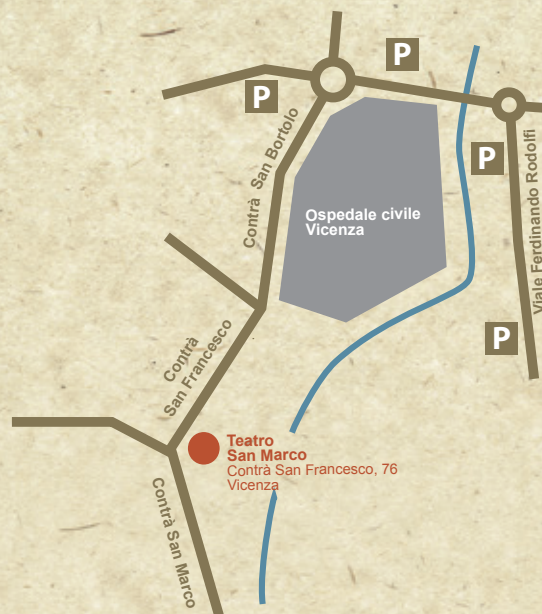 P
P
Contrà San Bortolo
P
Viale Ferdinando Rodolfi
Ospedale civile
Vicenza
P
Contrà
San Francesco
Teatro
San Marco
Contrà San Francesco, 76
Vicenza
Contrà San Marco